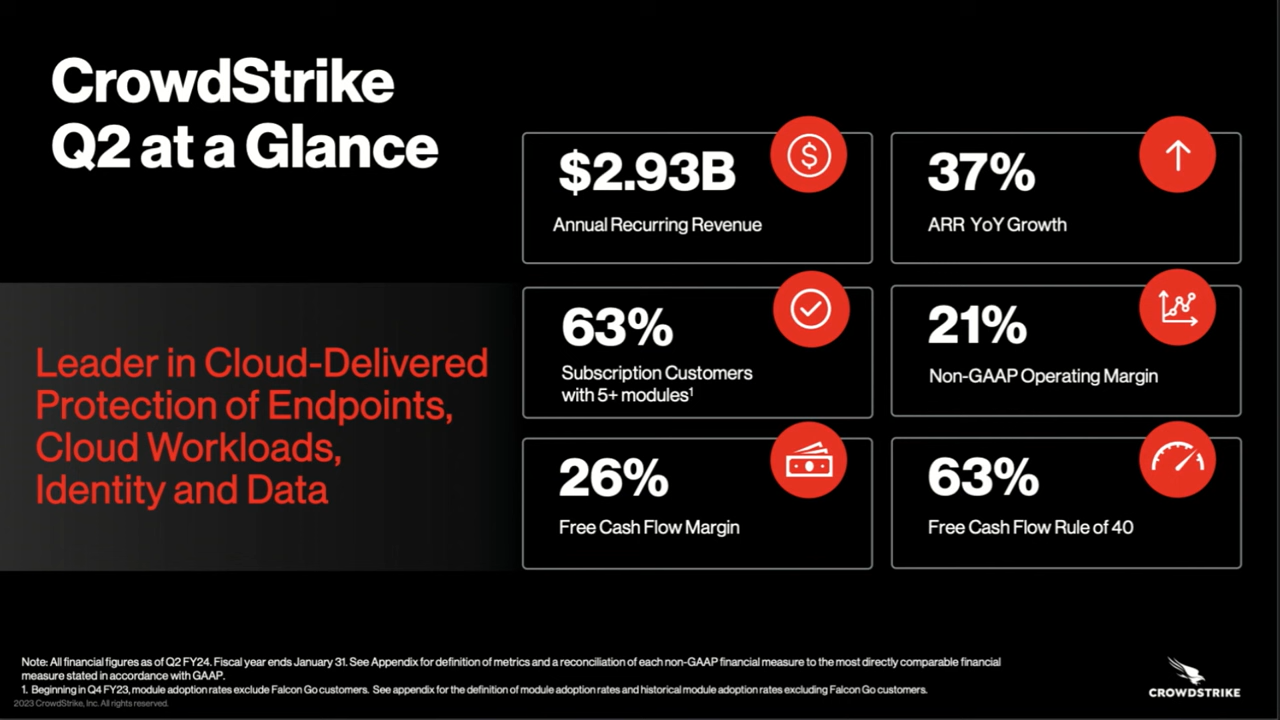 CrowdStrike
Q2 at a Glance
Leader in Cloud-Delivered
Protection of Endpoints,
Cloud Workloads,
Identity and Data
$2.93B
Annual Recurring Revenue
37%
ARR YoY Growth
63%
Subscription Customers
with 5+ modules¹
21%
Non-GAAP Operating Margin
26%
Free Cash Flow Margin
63%
Free Cash Flow Rule of 40
Note: All financial figures as of Q2 FY24. Fiscal year ends January 31. See Appendix for definition of metrics and a reconciliation of each non-GAAP financial measure to the most directly comparable financial
measure stated in accordance with GAAP.
1. Beginning in Q4 FY23, module adoption rates exclude Falcon Go customers. See appendix for the definition of module adoption rates and historical module adoption rates excluding Falcon Go customers.
2023 CrowdStrike, Inc. All rights reserved.
CROWDSTRIKE